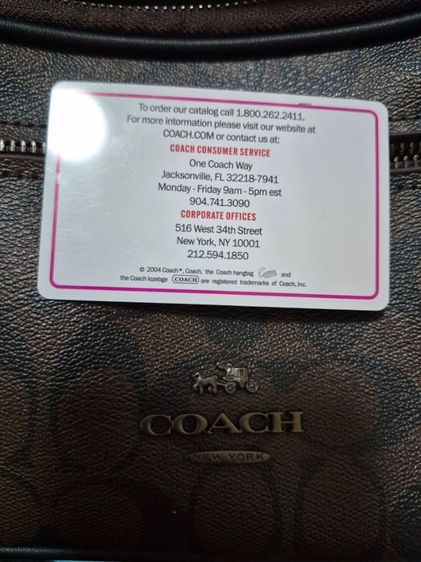 To order our catalog call 1.800.262.2411.
For more information please visit our website at
COACH.COM or contact us at:
COACH CONSUMER SERVICE
One Coach Way
Jacksonville, FL 32218-7941
Monday - Friday 9am - 5pm est
904.741.3090
CORPORATE OFFICES
516 West 34th Street
New York, NY 10001
212.594.1850
© 2004 Coach®, Coach, the Coach hangtag and
the Coach lozenge COACH are registered trademarks of Coach, Inc.
COACH
NEW YORK